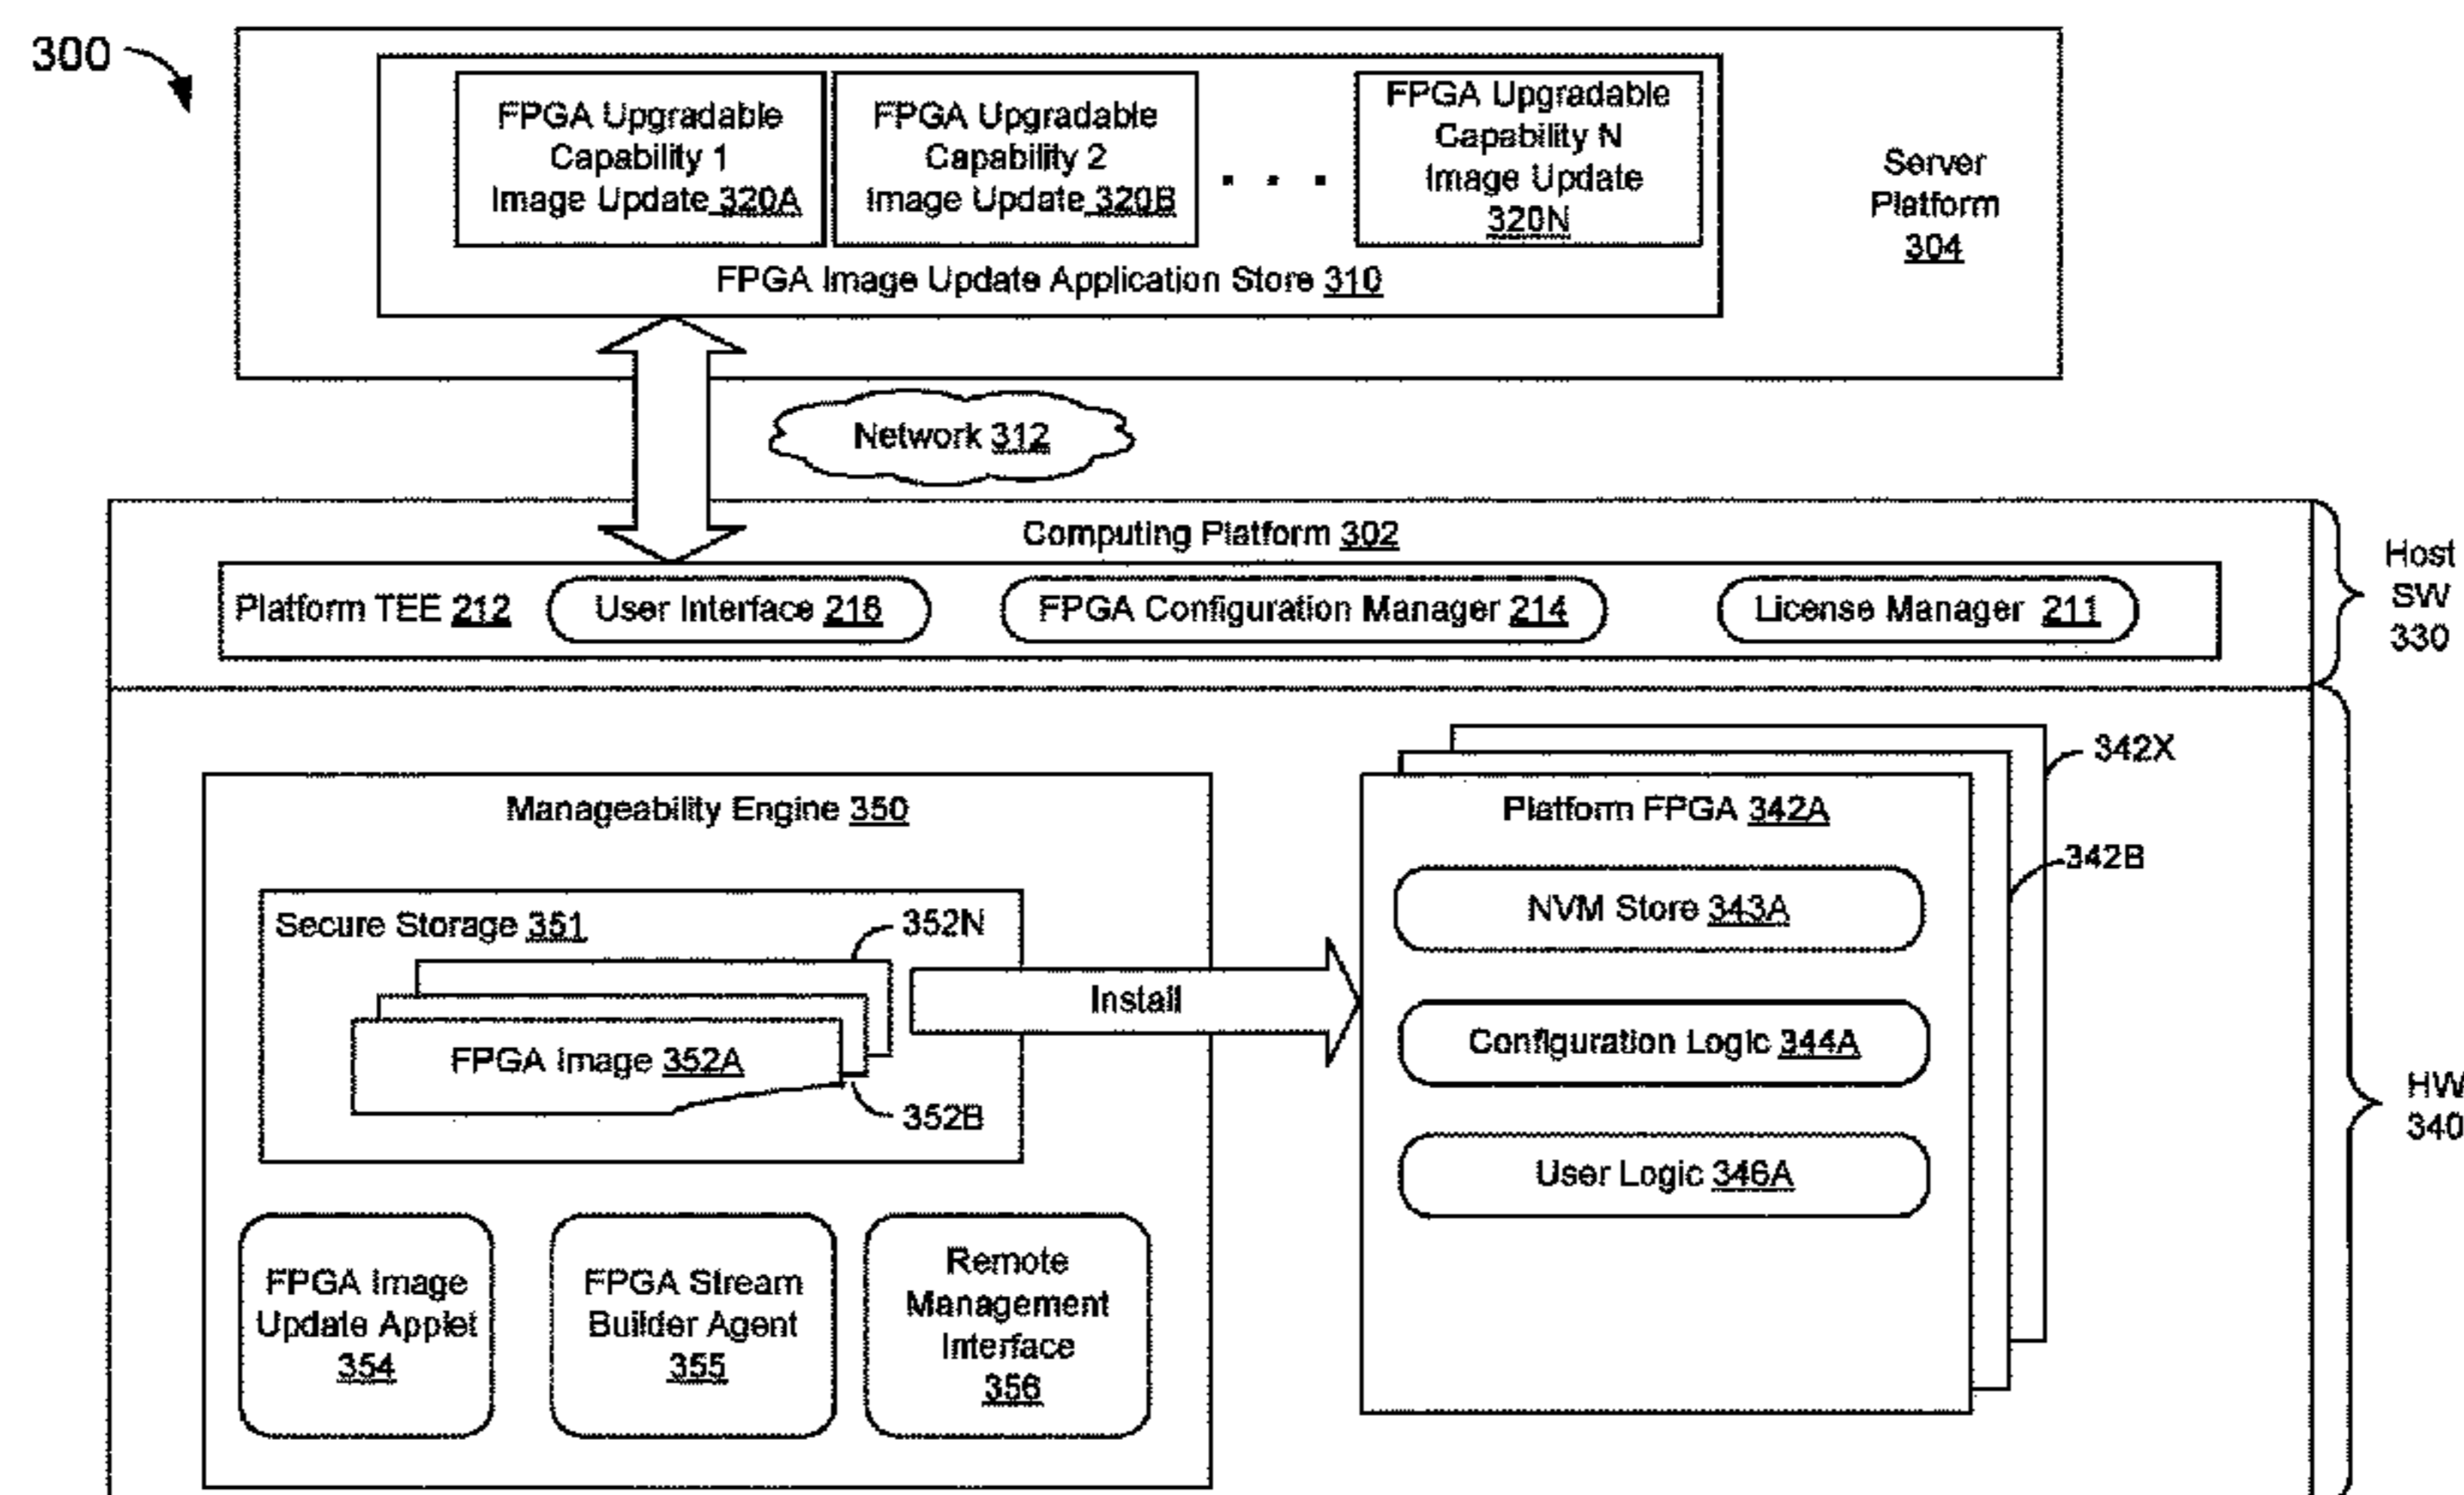 300
FPGA Upgradable
Capability 1
Image Update 320A
FPGA Upgradable
Capability 2
Image Update 320B
. . .
FPGA Upgradable
Capability N
Image Update
320N
Server
Platform
304
FPGA Image Update Application Store 310
Network 312
Computing Platform 302
Platform TEE 212
User Interface 216
FPGA Configuration Manager 214
License Manager 211
Host
SW
330
Manageability Engine 350
Secure Storage 351
352N
FPGA Image 352A
352B
Install
FPGA Image
Update Applet
354
FPGA Stream
Builder Agent
355
Remote
Management
Interface
356
342X
Platform FPGA 342A
342B
NVM Store 343A
Configuration Logic 344A
User Logic 346A
HW
340